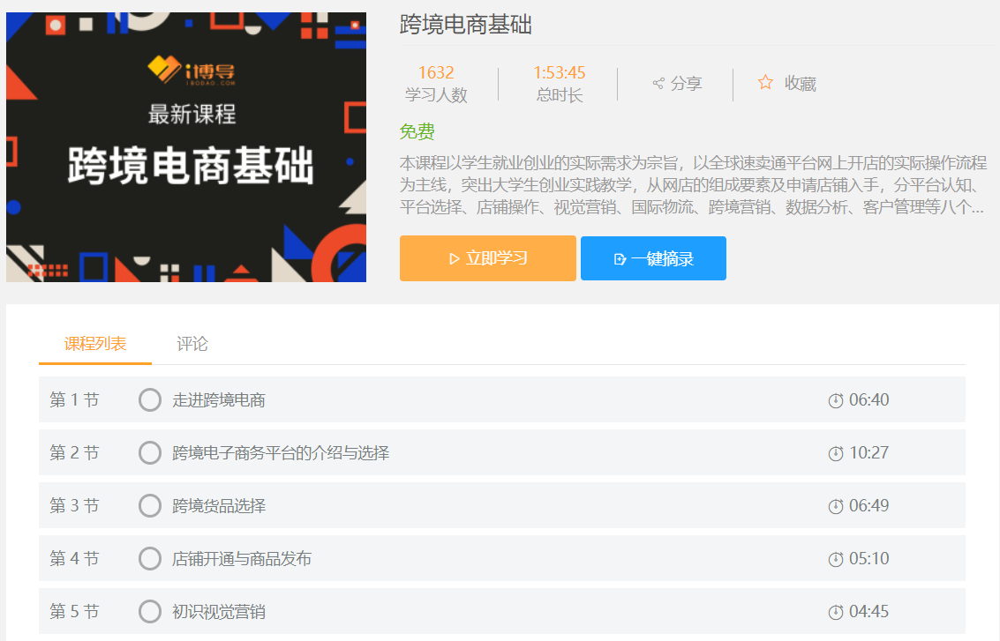 i博导
IBODAO.COM
最新课程
跨境电商基础
跨境电商基础
1632
学习人数
1:53:45
总时长
分享
收藏
免费
本课程以学生就业创业的实际需求为宗旨，以全球速卖通平台网上开店的实际操作流程
为主线，突出大学生创业实践教学，从网店的组成要素及申请店铺入手，分平台认知、
平台选择、店铺操作、视觉营销、国际物流、跨境营销、数据分析、客户管理等八个...
立即学习
一键摘录
课程列表 评论
第 1 节 走进跨境电商 06:40
第 2 节 跨境电子商务平台的介绍与选择 10:27
第 3 节 跨境货品选择 06:49
第 4 节 店铺开通与商品发布 05:10
第 5 节 初识视觉营销 04:45